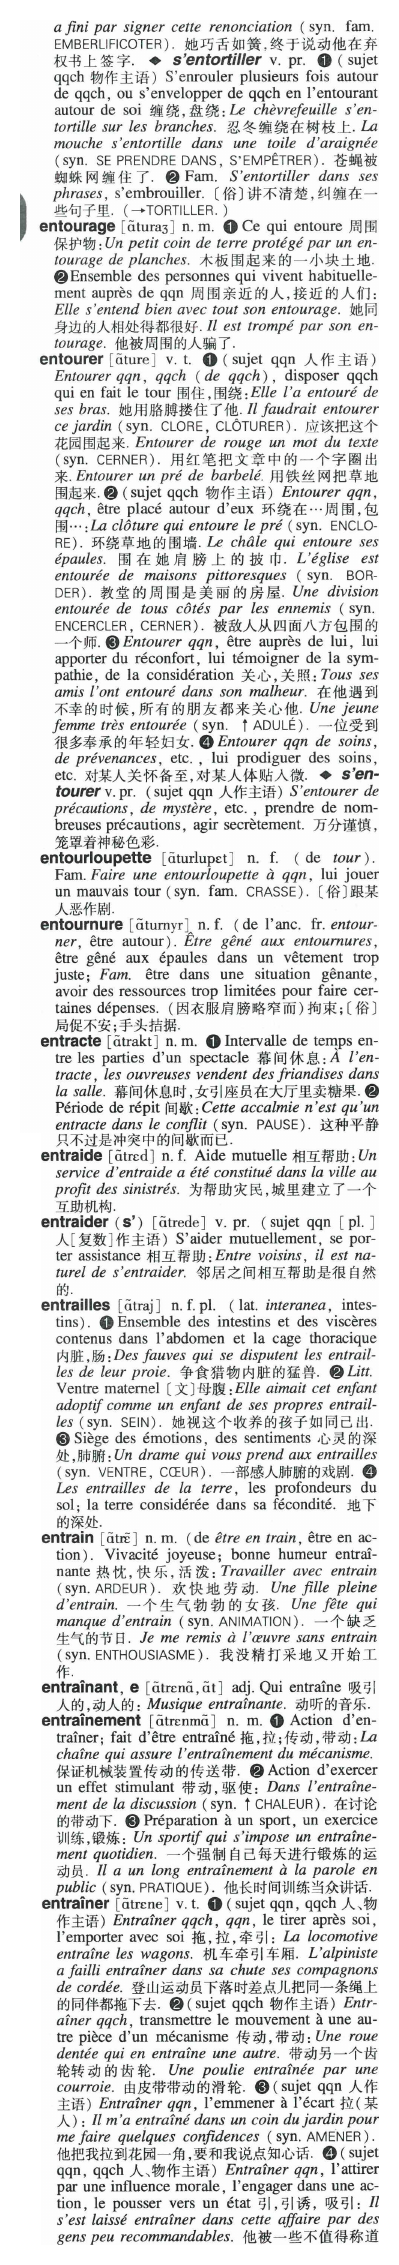 a fini par signer cette renonciation (syn. fam.
EMBERLIFICOTER). 她巧舌如簧,终于说动他在弃
权书上签字. ◆ s'entortiller v. pr. ❶ (sujet
qqch 物作主语) S'enrouler plusieurs fois autour
de qqch, ou s'envelopper de qqch en l'entourant
autour de soi 缠绕,盘绕: Le chèvrefeuille s'en-
tortille sur les branches. 忍冬缠绕在树枝上. La
mouche s'entortille dans une toile d'araignée
(syn. SE PRENDRE DANS, S'EMPÊTRER). 苍蝇被
蜘蛛网缠住了. ❷ Fam. S'entortiller dans ses
phrases, s'embrouiller. 〔俗〕讲不清楚,纠缠在一
些句子里. (→TORTILLER.)
entourage [ɑ̃turaʒ] n. m. ❶ Ce qui entoure 周围
保护物: Un petit coin de terre protégé par un en-
tourage de planches. 木板围起来的一小块土地.
❷ Ensemble des personnes qui vivent habituelle-
ment auprès de qqn 周围亲近的人,接近的人们:
Elle s'entend bien avec tout son entourage. 她同
身边的人相处得都很好. Il est trompé par son en-
tourage. 他被周围的人骗了.
entourer [ɑ̃ture] v. t. ❶ (sujet qqn 人作主语)
Entourer qqn, qqch (de qqch), disposer qqch
qui en fait le tour 围住,围绕: Elle l'a entouré de
ses bras. 她用胳膊搂住了他. Il faudrait entourer
ce jardin (syn. CLORE, CLÔTURER). 应该把这个
花园围起来. Entourer de rouge un mot du texte
(syn. CERNER). 用红笔把文章中的一个字圈出
来. Entourer un pré de barbelé. 用铁丝网把草地
围起来. ❷ (sujet qqch 物作主语) Entourer qqn,
qqch, être placé autour d'eux 环绕在…周围,包
围…: La clôture qui entoure le pré (syn. ENCLO-
RE). 环绕草地的围墙. Le châle qui entoure ses
épaules. 围在她肩膀上的披巾. L'église est
entourée de maisons pittoresques (syn. BOR-
DER). 教堂的周围是美丽的房屋. Une division
entourée de tous côtés par les ennemis (syn.
ENCERCLER, CERNER). 被敌人从四面八方包围的
一个师. ❸ Entourer qqn, être auprès de lui, lui
apporter du réconfort, lui témoigner de la sym-
pathie, de la considération 关心,关照: Tous ses
amis l'ont entouré dans son malheur. 在他遇到
不幸的时候,所有的朋友都来关心他. Une jeune
femme très entourée (syn. ↑ ADULÉ). 一位受到
很多奉承的年轻妇女. ❹ Entourer qqn de soins,
de prévenances, etc., lui prodiguer des soins,
etc. 对某人关怀备至,对某人体贴入微. ◆ s'en-
tourer v. pr. (sujet qqn 人作主语) S'entourer de
précautions, de mystère, etc., prendre de nom-
breuses précautions, agir secrètement. 万分谨慎,
笼罩着神秘色彩.
entourloupette [ɑ̃turlupɛt] n. f. (de tour).
Fam. Faire une entourloupette à qqn, lui jouer
un mauvais tour (syn. fam. CRASSE). 〔俗〕跟某
人恶作剧.
entournure [ɑ̃turnyr] n. f. (de l'anc. fr. entour-
ner, être autour). Être gêné aux entournures,
être gêné aux épaules dans un vêtement trop
juste; Fam. être dans une situation gênante,
avoir des ressources trop limitées pour faire cer-
taines dépenses. (因衣服肩膀略窄而)拘束;〔俗〕
局促不安;手头拮据.
entracte [ɑ̃trakt] n. m. ❶ Intervalle de temps en-
tre les parties d'un spectacle 幕间休息: À l'en-
tracte, les ouvreuses vendent des friandises dans
la salle. 幕间休息时,女引座员在大厅里卖糖果. ❷
Période de répit 间歇: Cette accalmie n'est qu'un
entracte dans le conflit (syn. PAUSE). 这种平静
只不过是冲突中的间歇而已.
entraide [ɑ̃trɛd] n. f. Aide mutuelle 相互帮助: Un
service d'entraide a été constitué dans la ville au
profit des sinistrés. 为帮助灾民,城里建立了一个
互助机构.
entraider (s') [ɑ̃trede] v. pr. (sujet qqn [pl.]
人[复数]作主语) S'aider mutuellement, se por-
ter assistance 相互帮助: Entre voisins, il est na-
turel de s'entraider. 邻居之间相互帮助是很自然
的.
entrailles [ɑ̃traj] n. f. pl. (lat. interanea, intes-
tins). ❶ Ensemble des intestins et des viscères
contenus dans l'abdomen et la cage thoracique
内脏,肠: Des fauves qui se disputent les entrail-
les de leur proie. 争食猎物内脏的猛兽. ❷ Litt.
Ventre maternel 〔文〕母腹: Elle aimait cet enfant
adoptif comme un enfant de ses propres entrail-
les (syn. SEIN). 她视这个收养的孩子如同己出.
❸ Siège des émotions, des sentiments 心灵的深
处,肺腑: Un drame qui vous prend aux entrailles
(syn. VENTRE, CŒUR). 一部感人肺腑的戏剧. ❹
Les entrailles de la terre, les profondeurs du
sol; la terre considérée dans sa fécondité. 地下
的深处.
entrain [ɑ̃trɛ̃] n. m. (de être en train, être en ac-
tion). Vivacité joyeuse; bonne humeur entraî-
nante 热忱,快乐,活泼: Travailler avec entrain
(syn. ARDEUR). 欢快地劳动. Une fille pleine
d'entrain. 一个生气勃勃的女孩. Une fête qui
manque d'entrain (syn. ANIMATION). 一个缺乏
生气的节日. Je me remis à l'œuvre sans entrain
(syn. ENTHOUSIASME). 我没精打采地又开始工
作.
entraînant, e [ɑ̃trɛnɑ̃, ɑ̃t] adj. Qui entraîne 吸引
人的,动人的: Musique entraînante. 动听的音乐.
entraînement [ɑ̃trɛnmɑ̃] n. m. ❶ Action d'en-
traîner; fait d'être entraîné 拖,拉;传动,带动: La
chaîne qui assure l'entraînement du mécanisme.
保证机械装置传动的传送带. ❷ Action d'exercer
un effet stimulant 带动,驱使: Dans l'entraîne-
ment de la discussion (syn. ↑ CHALEUR). 在讨论
的带动下. ❸ Préparation à un sport, un exercice
训练,锻炼: Un sportif qui s'impose un entraîne-
ment quotidien. 一个强制自己每天进行锻炼的运
动员. Il a un long entraînement à la parole en
public (syn. PRATIQUE). 他长时间训练当众讲话.
entraîner [ɑ̃trene] v. t. ❶ (sujet qqn, qqch 人、物
作主语) Entraîner qqch, qqn, le tirer après soi,
l'emporter avec soi 拖,拉,牵引: La locomotive
entraîne les wagons. 机车牵引车厢. L'alpiniste
a failli entraîner dans sa chute ses compagnons
de cordée. 登山运动员下落时差点儿把同一条绳上
的同伴都拖下去. ❷ (sujet qqch 物作主语) Entr-
aîner qqch, transmettre le mouvement à une au-
tre pièce d'un mécanisme 传动,带动: Une roue
dentée qui en entraîne une autre. 带动另一个齿
轮转动的齿轮. Une poulie entraînée par une
courroie. 由皮带带动的滑轮. ❸ (sujet qqn 人作
主语) Entraîner qqn, l'emmener à l'écart 拉(某
人): Il m'a entraîné dans un coin du jardin pour
me faire quelques confidences (syn. AMENER).
他把我拉到花园一角,要和我说点知心话. ❹ (sujet
qqn, qqch 人、物作主语) Entraîner qqn, l'attirer
par une influence morale, l'engager dans une ac-
tion, le pousser vers un état 引,引诱, 吸引: Il
s'est laissé entraîner dans cette affaire par des
gens peu recommandables. 他被一些不值得称道